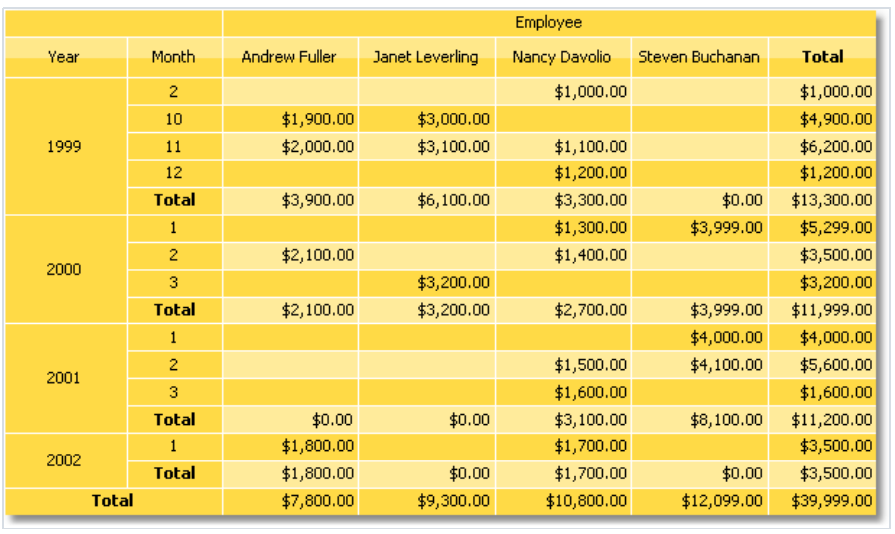 Employee
Year Month Andrew Fuller Janet Leverling Nancy Davolio Steven Buchanan Total
1999 2 $1,000.00 $1,000.00
10 $1,900.00 $3,000.00 $4,900.00
11 $2,000.00 $3,100.00 $1,100.00 $6,200.00
12 $1,200.00 $1,200.00
Total $3,900.00 $6,100.00 $3,300.00 $0.00 $13,300.00
2000 1 $1,300.00 $3,999.00 $5,299.00
2 $2,100.00 $1,400.00 $3,500.00
3 $3,200.00 $3,200.00
Total $2,100.00 $3,200.00 $2,700.00 $3,999.00 $11,999.00
2001 1 $4,000.00 $4,000.00
2 $1,500.00 $4,100.00 $5,600.00
3 $1,600.00 $1,600.00
Total $0.00 $0.00 $3,100.00 $8,100.00 $11,200.00
2002 1 $1,800.00 $1,700.00 $3,500.00
Total $1,800.00 $0.00 $1,700.00 $0.00 $3,500.00
Total $7,800.00 $9,300.00 $10,800.00 $12,099.00 $39,999.00